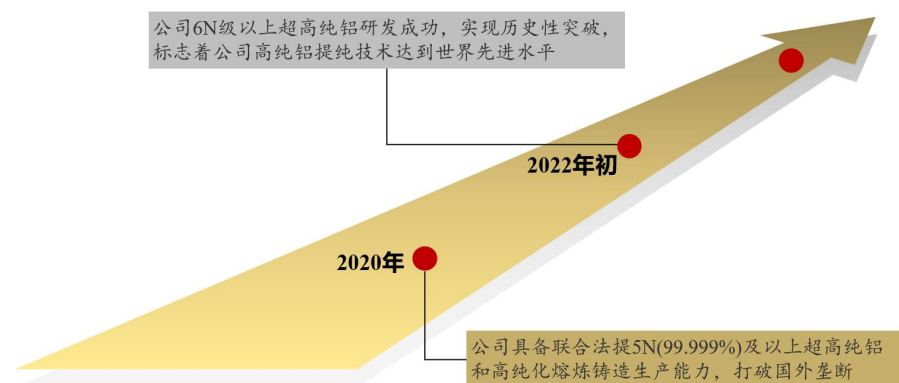 公司6N级以上超高纯铝研发成功，实现历史性突破，
标志着公司高纯铝提纯技术达到世界先进水平
2022年初
2020年
公司具备联合法提5N(99.999%)及以上超高纯铝
和高纯化熔炼铸造生产能力，打破国外垄断